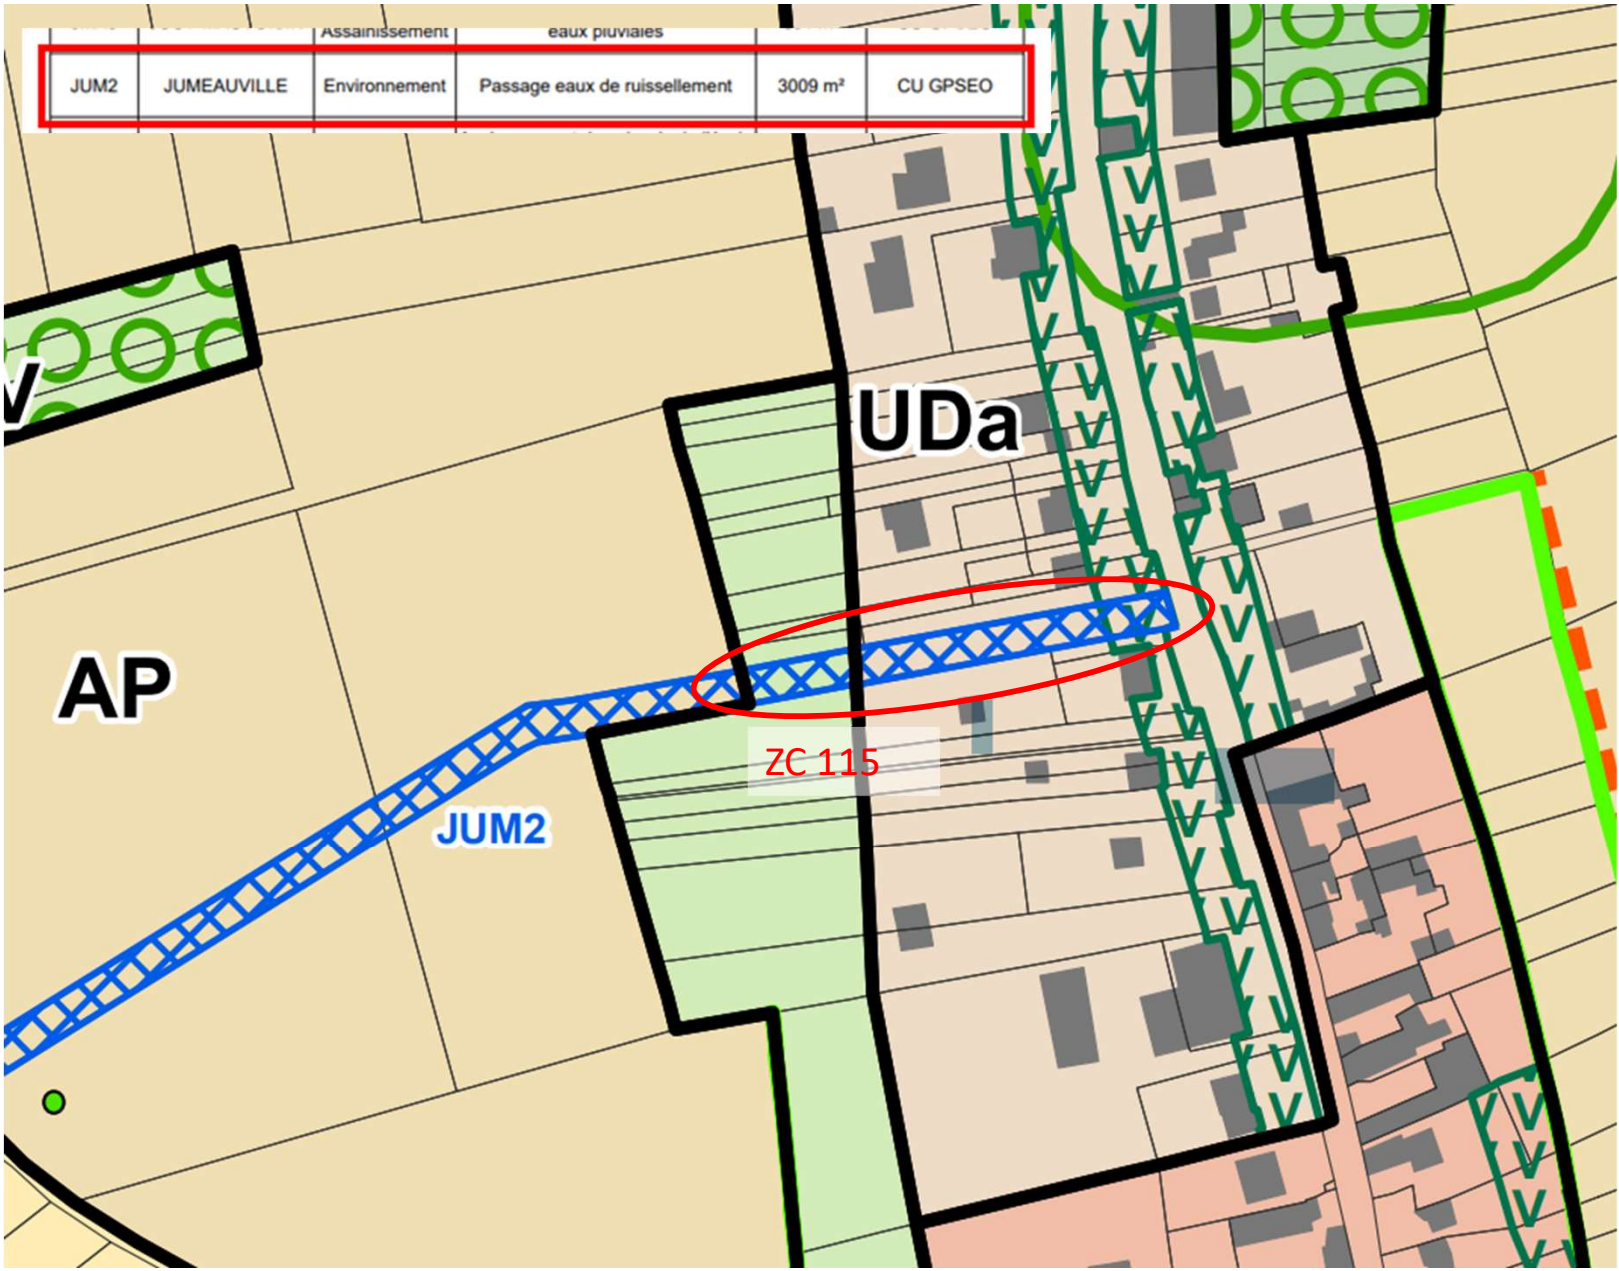 Assainissement eaux pluviales
JUM2 JUMEAUVILLE Environnement Passage eaux de ruissellement 3009 m² CU GPSEO
UDa
V
AP
ZC 115
JUM2